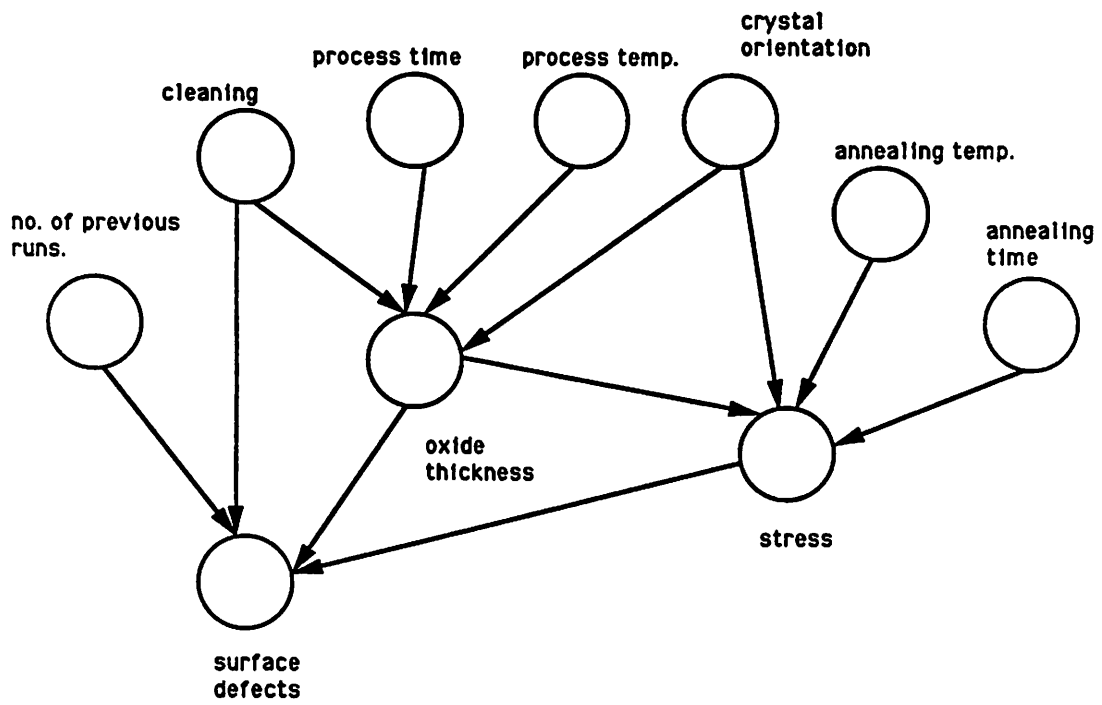 crystal
orientation
process time
process temp.
cleaning
annealing temp.
no. of previous
runs.
annealing
time
oxide
thickness
stress
surface
defects